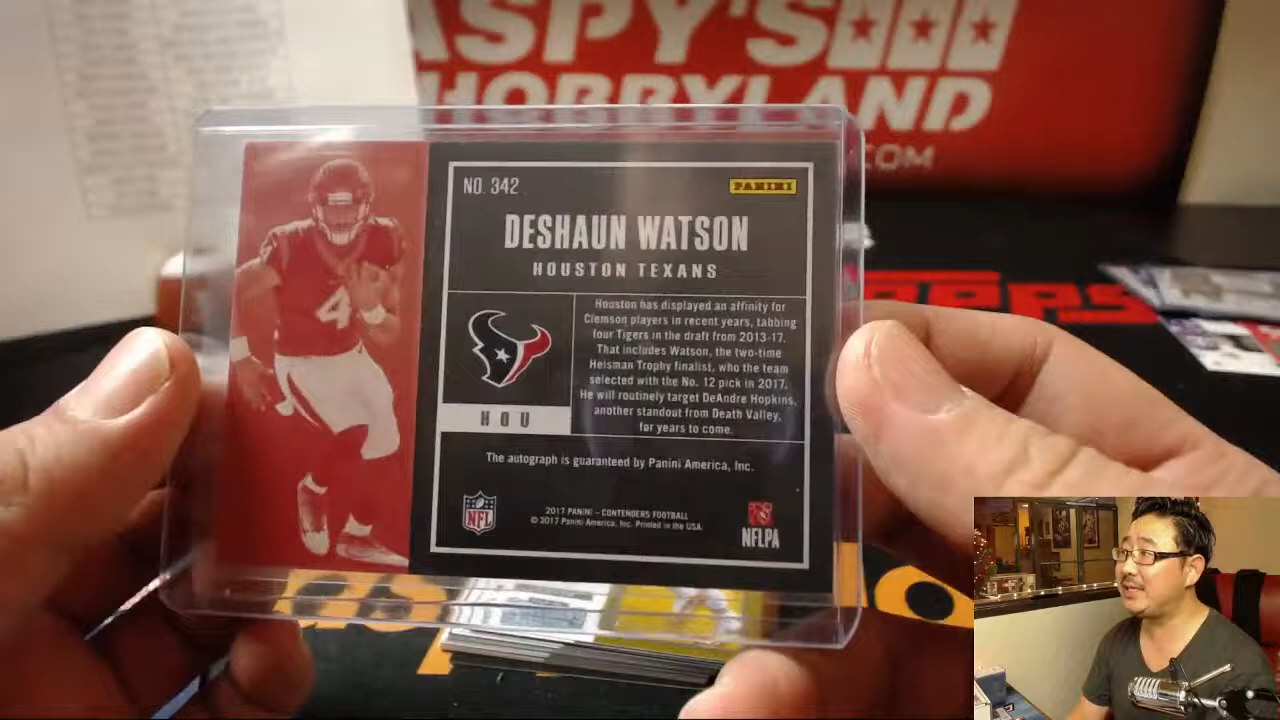 ASPY'S
HOBBYLAND
.COM
NO. 342
PANINI
DESHAUN WATSON
HOUSTON TEXANS
4
Houston has displayed an affinity for
Clemson players in recent years, tabbing
four Tigers in the draft from 2013-17.
That includes Watson, the two-time
Heisman Trophy finalist, who the team
selected with the No. 12 pick in 2017.
He will routinely target DeAndre Hopkins,
another standout from Death Valley,
for years to come.
HOU
The autograph is guaranteed by Panini America, Inc.
NFL
2017 PANINI – CONTENDERS FOOTBALL
© 2017 Panini America, Inc. Printed in the USA.
NFLPA